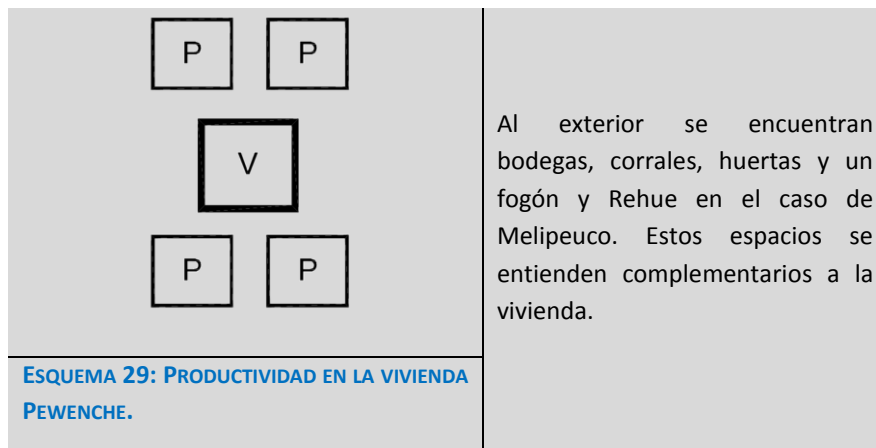 P P
V
P P
ESQUEMA 29: PRODUCTIVIDAD EN LA VIVIENDA
PEWENCHE.
Al exterior se encuentran
bodegas, corrales, huertas y un
fogón y Rehue en el caso de
Melipeuco. Estos espacios se
entienden complementarios a la
vivienda.